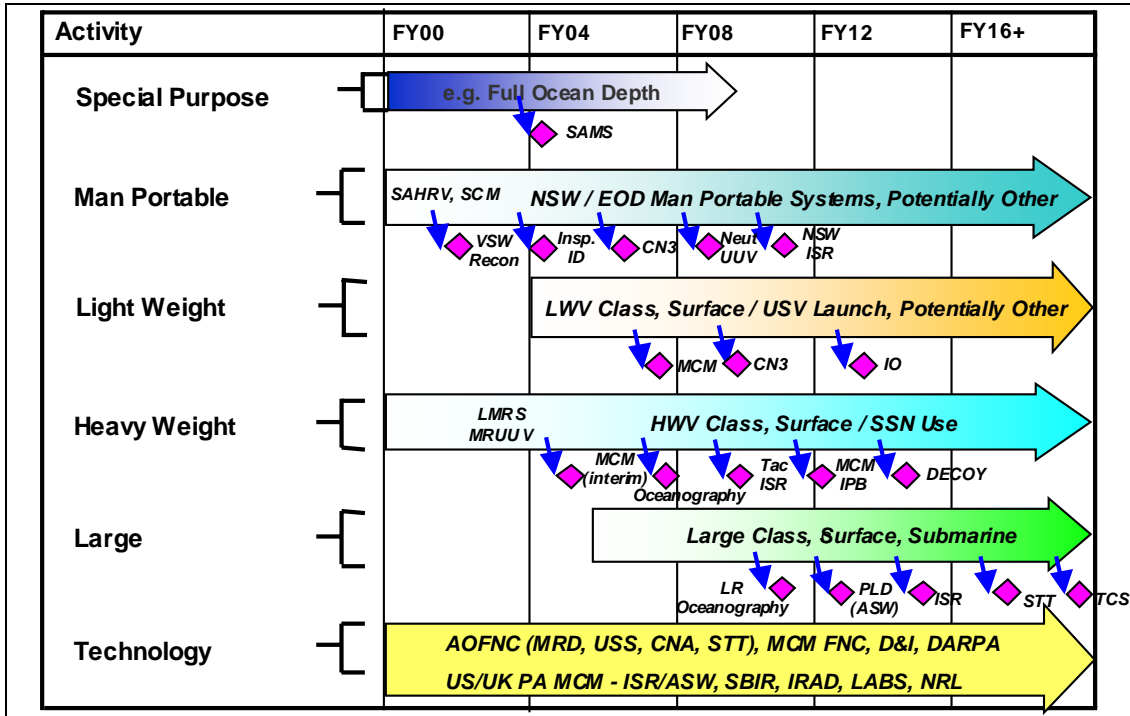 Activity FY00 FY04 FY08 FY12 FY16+
Special Purpose
e.g. Full Ocean Depth
SAMS
Man Portable
SAHRV, SCM
NSW / EOD Man Portable Systems, Potentially Other
VSW
Recon
Insp.
ID
CN3
Neut
UUV
NSW
ISR
Light Weight
LWV Class, Surface / USV Launch, Potentially Other
MCM
CN3
IO
Heavy Weight
LMRS
MRUUV
HWV Class, Surface / SSN Use
MCM
(interim)
Oceanography
Tac
ISR
MCM
IPB
DECOY
Large
Large Class, Surface, Submarine
LR
Oceanography
PLD
(ASW)
ISR
STT
TCS
Technology
AOFNC (MRD, USS, CNA, STT), MCM FNC, D&I, DARPA
US/UK PA MCM - ISR/ASW, SBIR, IRAD, LABS, NRL